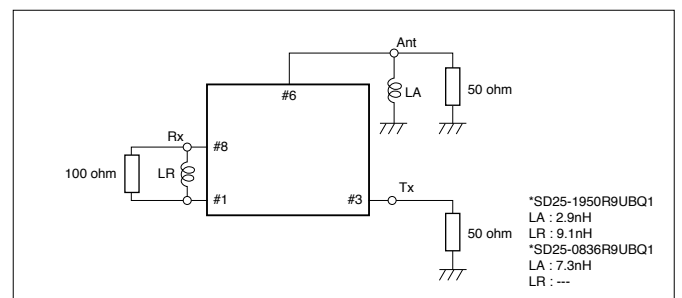 Ant
#6
LA
50 ohm
Rx
#8
100 ohm
LR
#1
#3
Tx
50 ohm
*SD25-1950R9UBQ1
LA : 2.9nH
LR : 9.1nH
*SD25-0836R9UBQ1
LA : 7.3nH
LR : ---